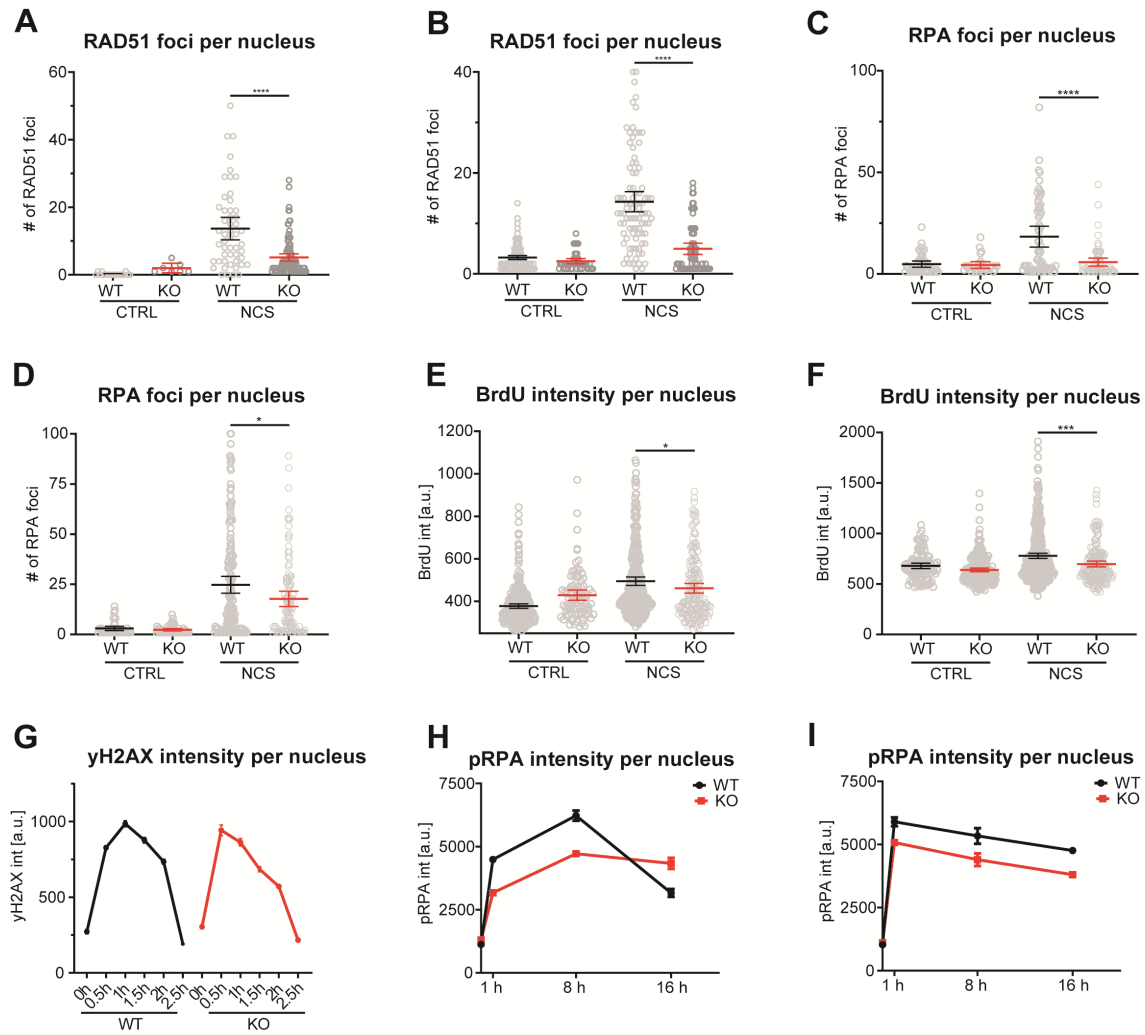 A
RAD51 foci per nucleus
# of RAD51 foci
60
40
20
0
****
WT KO WT KO
CTRL NCS
B
RAD51 foci per nucleus
# of RAD51 foci
40
20
0
****
WT KO WT KO
CTRL NCS
C
RPA foci per nucleus
# of RPA foci
100
50
0
****
WT KO WT KO
CTRL NCS
D
RPA foci per nucleus
# of RPA foci
100
75
50
25
0
*
WT KO WT KO
CTRL NCS
E
BrdU intensity per nucleus
BrdU int [a.u.]
1200
1000
800
600
400
*
WT KO WT KO
CTRL NCS
F
BrdU intensity per nucleus
BrdU int [a.u.]
2000
1500
1000
500
0
***
WT KO WT KO
CTRL NCS
G
yH2AX intensity per nucleus
yH2AX int [a.u.]
1000
500
0
0h 0.5h 1h 1.5h 2h 2.5h 0h 0.5h 1h 1.5h 2h 2.5h
WT KO
H
pRPA intensity per nucleus
pRPA int [a.u.]
7500
5000
2500
0
1 h 8 h 16 h
WT
KO
I
pRPA intensity per nucleus
pRPA int [a.u.]
7500
5000
2500
0
1 h 8 h 16 h
WT
KO